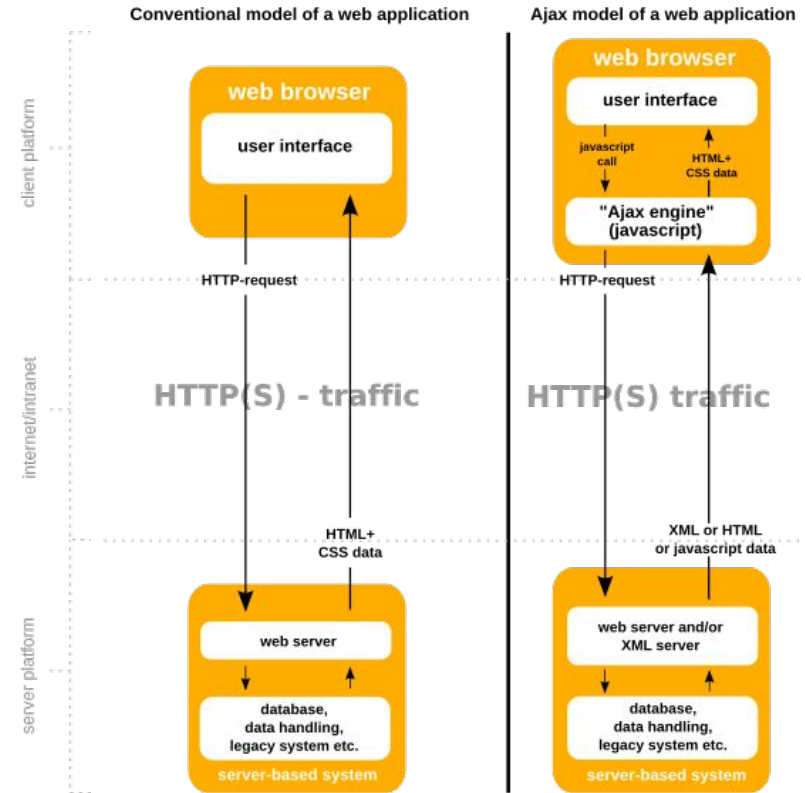 Conventional model of a web application
web browser
user interface
HTTP-request
HTTP(S) - traffic
HTML+
CSS data
web server
database,
data handling,
legacy system etc.
server-based system
Ajax model of a web application
web browser
user interface
javascript
call
HTML+
CSS data
"Ajax engine"
(javascript)
HTTP-request
HTTP(S) traffic
XML or HTML
or javascript data
web server and/or
XML server
database,
data handling,
legacy system etc.
server-based system
client platform
internet/intranet
server platform